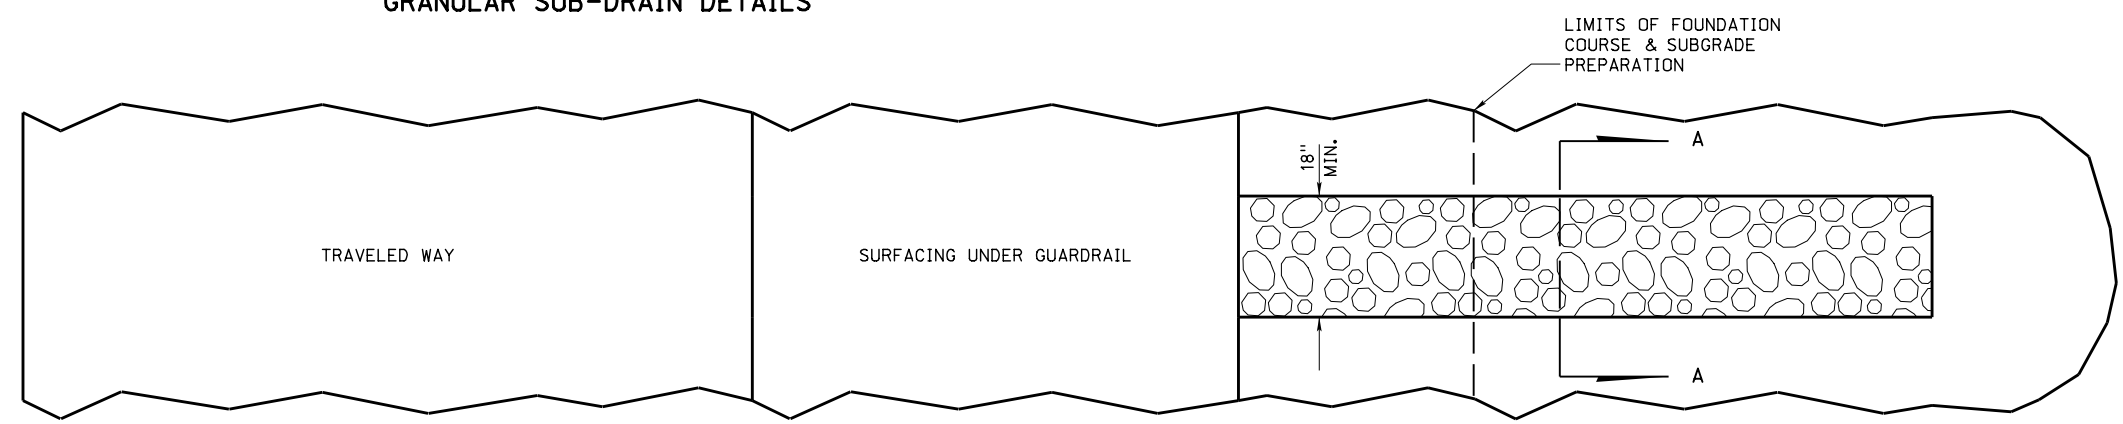 GRANULAR SUB-DRAIN DETAILS
LIMITS OF FOUNDATION
COURSE & SUBGRADE
PREPARATION
A
18"
MIN.
TRAVELED WAY
SURFACING UNDER GUARDRAIL
A